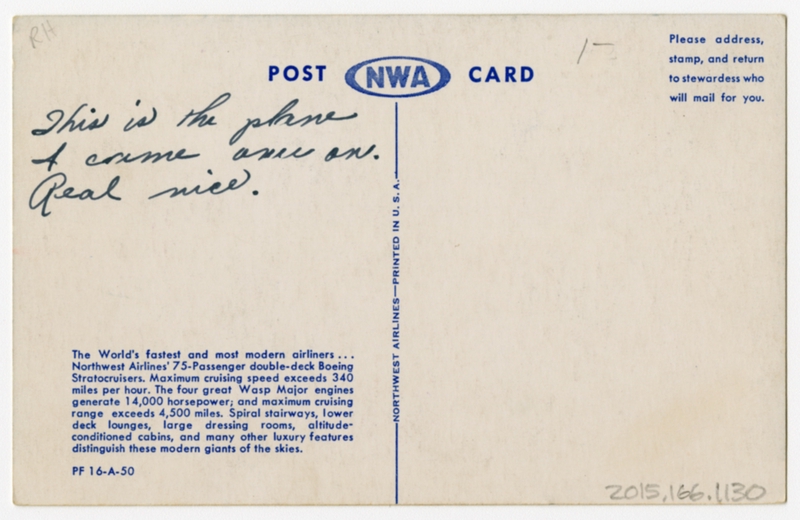 RH
POST NWA CARD
1-
Please address,
stamp, and return
to stewardess who
will mail for you.
This is the plane
I came over on.
Real nice.
NORTHWEST AIRLINES—PRINTED IN U. S. A.
The World's fastest and most modern airliners...
Northwest Airlines' 75-Passenger double-deck Boeing
Stratocruisers. Maximum cruising speed exceeds 340
miles per hour. The four great Wasp Major engines
generate 14,000 horsepower; and maximum cruising
range exceeds 4,500 miles. Spiral stairways, lower
deck lounges, large dressing rooms, altitude-
conditioned cabins, and many other luxury features
distinguish these modern giants of the skies.
PF 16-A-50
2015.166.1130